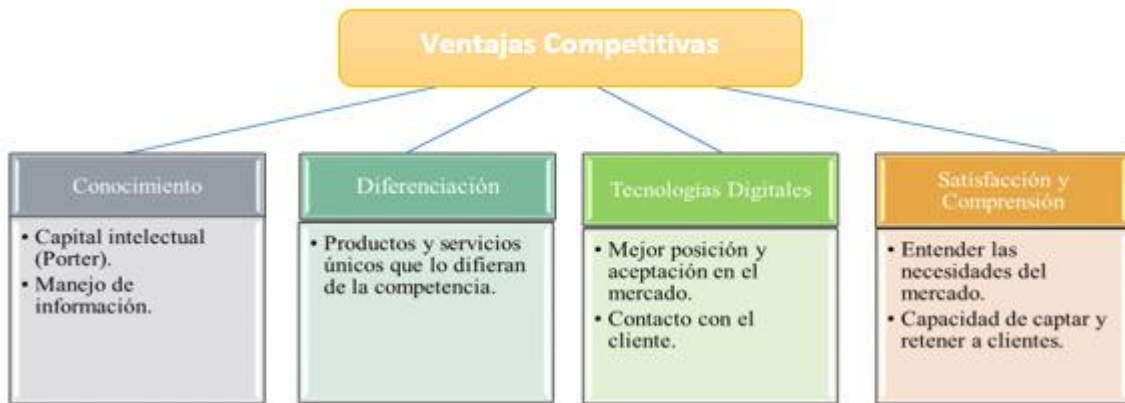 Ventajas Competitivas
Conocimiento
• Capital intelectual
(Porter).
• Manejo de
información.
Diferenciación
• Productos y servicios
únicos que lo difieran
de la competencia.
Tecnologías Digitales
• Mejor posición y
aceptación en el
mercado.
• Contacto con el
cliente.
Satisfacción y
Comprensión
• Entender las
necesidades del
mercado.
• Capacidad de captar y
retener a clientes.